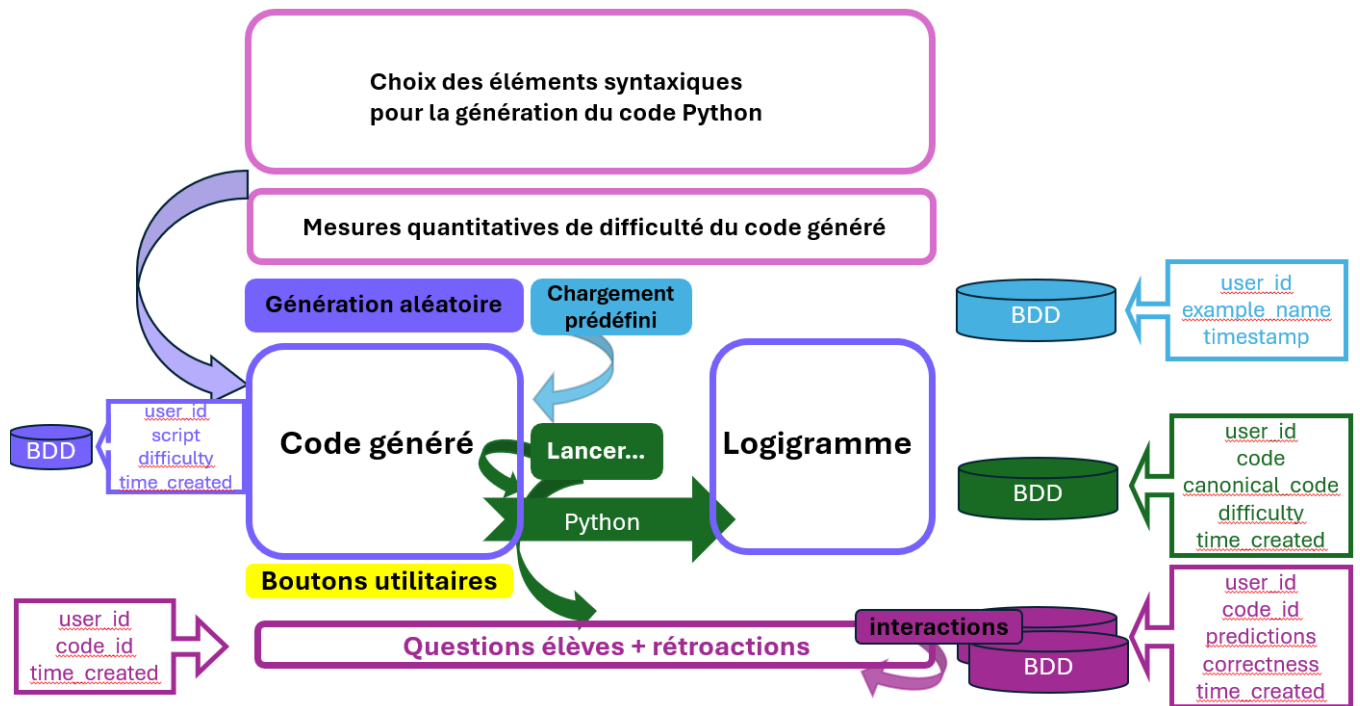 Choix des éléments syntaxiques
pour la génération du code Python
Mesures quantitatives de difficulté du code généré
Génération aléatoire
Chargement
prédéfini
BDD
user_id
example_name
timestamp
BDD
user_id
script
difficulty
time_created
Code généré
Lancer...
Python
Logigramme
BDD
user_id
code
canonical_code
difficulty
time_created
Boutons utilitaires
user_id
code_id
time_created
Questions élèves + rétroactions
interactions
BDD
user_id
code_id
predictions
correctness
time_created